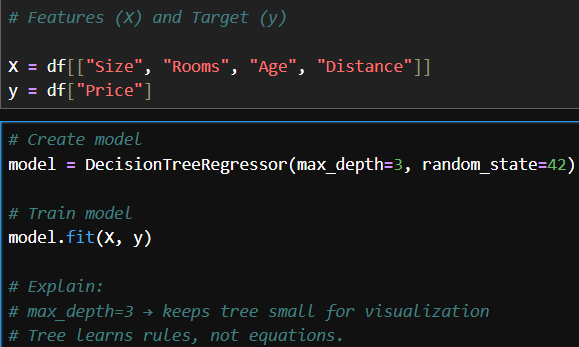 # Features (X) and Target (y)
X = df[["Size", "Rooms", "Age", "Distance"]]
y = df["Price"]
# Create model
model = DecisionTreeRegressor(max_depth=3, random_state=42)
# Train model
model.fit(X, y)
# Explain:
# max_depth=3 → keeps tree small for visualization
# Tree learns rules, not equations.